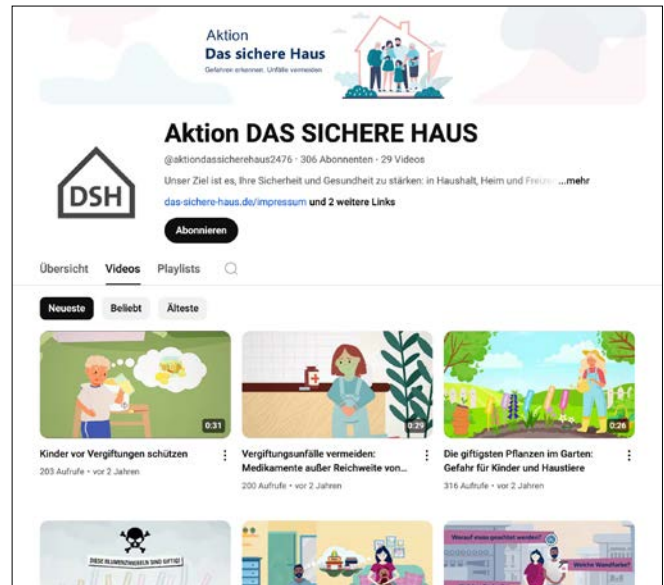 Aktion
Das sichere Haus
Gefahren erkennen. Unfälle vermeiden
DSH
Aktion DAS SICHERE HAUS
@aktiondassicherehaus2476 · 306 Abonnenten · 29 Videos
Unser Ziel ist es, Ihre Sicherheit und Gesundheit zu stärken: in Haushalt, Heim und ...mehr
das-sichere-haus.de/impressum und 2 weitere Links
Abonnieren
Übersicht Videos Playlists
Neueste Beliebt Älteste
0:31 0:29 0:26
Kinder vor Vergiftungen schützen
203 Aufrufe • vor 2 Jahren
Vergiftungsunfälle vermeiden:
Medikamente außer Reichweite von...
200 Aufrufe • vor 2 Jahren
Die giftigsten Pflanzen im Garten:
Gefahr für Kinder und Haustiere
316 Aufrufe • vor 2 Jahren
DIESE BLUMENZWIEBELN SIND GIFTIG!
Worauf muss geachtet werden?
Welche Wandfarbe?